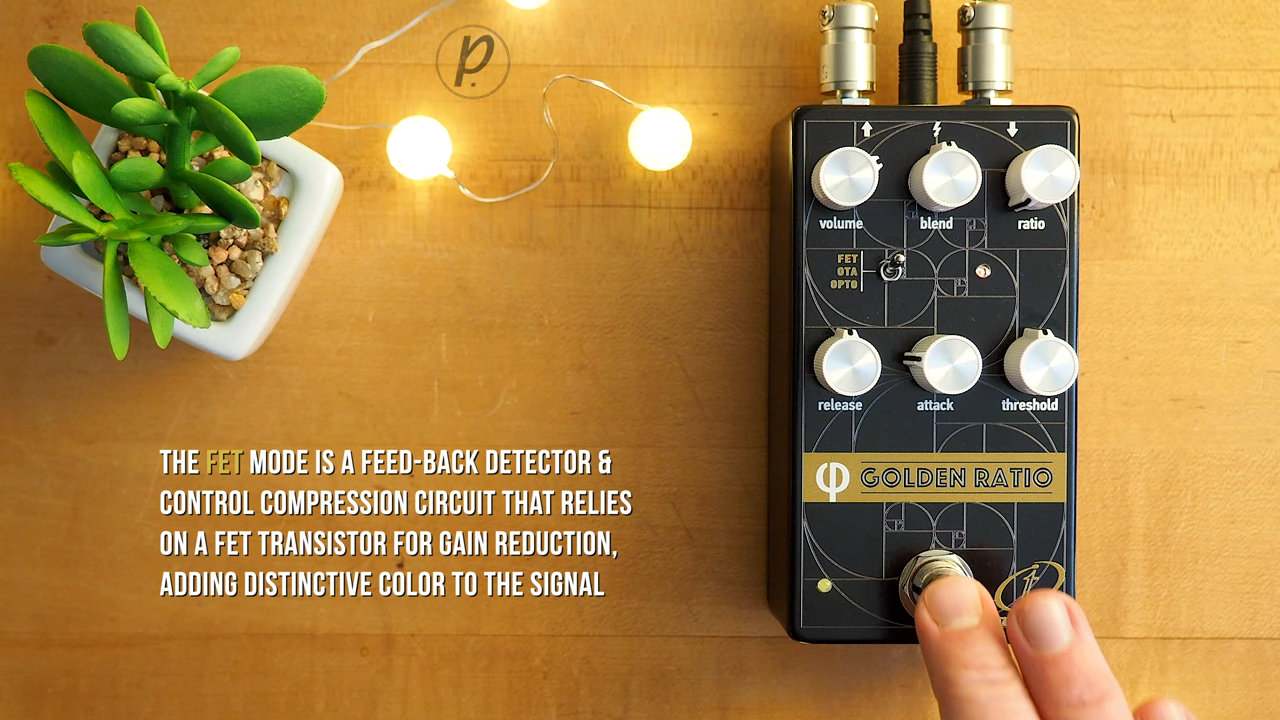 p.
volume
blend
ratio
FET
OTA
OPTO
release
attack
threshold
φ GOLDEN RATIO
THE FET MODE IS A FEED-BACK DETECTOR &
CONTROL COMPRESSION CIRCUIT THAT RELIES
ON A FET TRANSISTOR FOR GAIN REDUCTION,
ADDING DISTINCTIVE COLOR TO THE SIGNAL